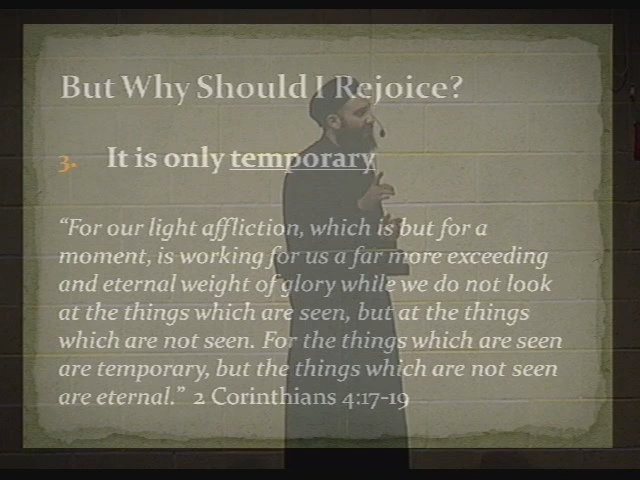 But Why Should I Rejoice?
3. It is only temporary
“For our light affliction, which is but for a
moment, is working for us a far more exceeding
and eternal weight of glory while we do not look
at the things which are seen, but at the things
which are not seen. For the things which are seen
are temporary, but the things which are not seen
are eternal.” 2 Corinthians 4:17-19